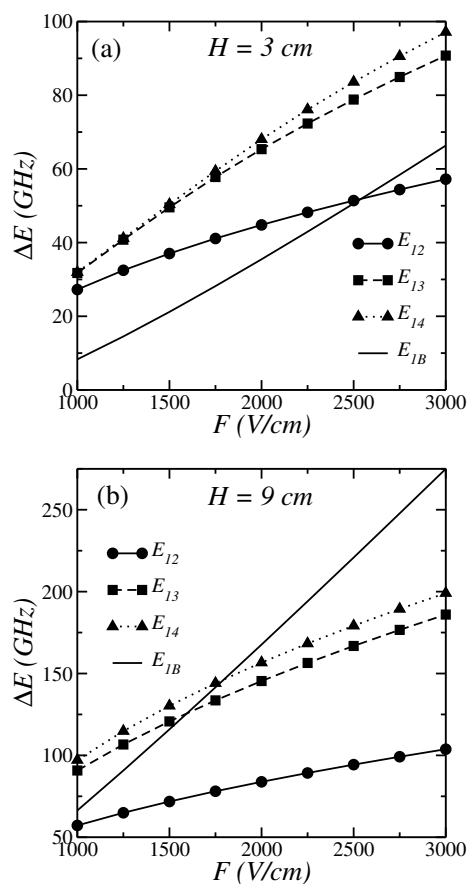 (a) H = 3 cm
100
80
60
40
20
0
ΔE (GHz)
E12
E13
E14
E1B
1000 1500 2000 2500 3000
F (V/cm)
(b) H = 9 cm
250
200
150
100
50
ΔE (GHz)
E12
E13
E14
E1B
1000 1500 2000 2500 3000
F (V/cm)